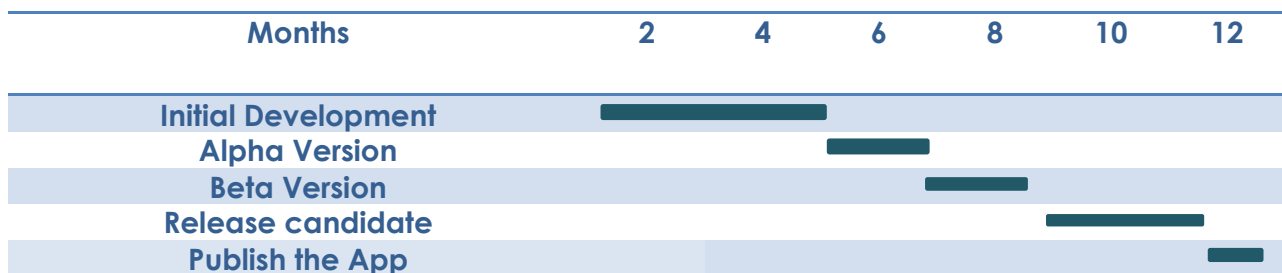 Months 2 4 6 8 10 12
Initial Development
Alpha Version
Beta Version
Release candidate
Publish the App